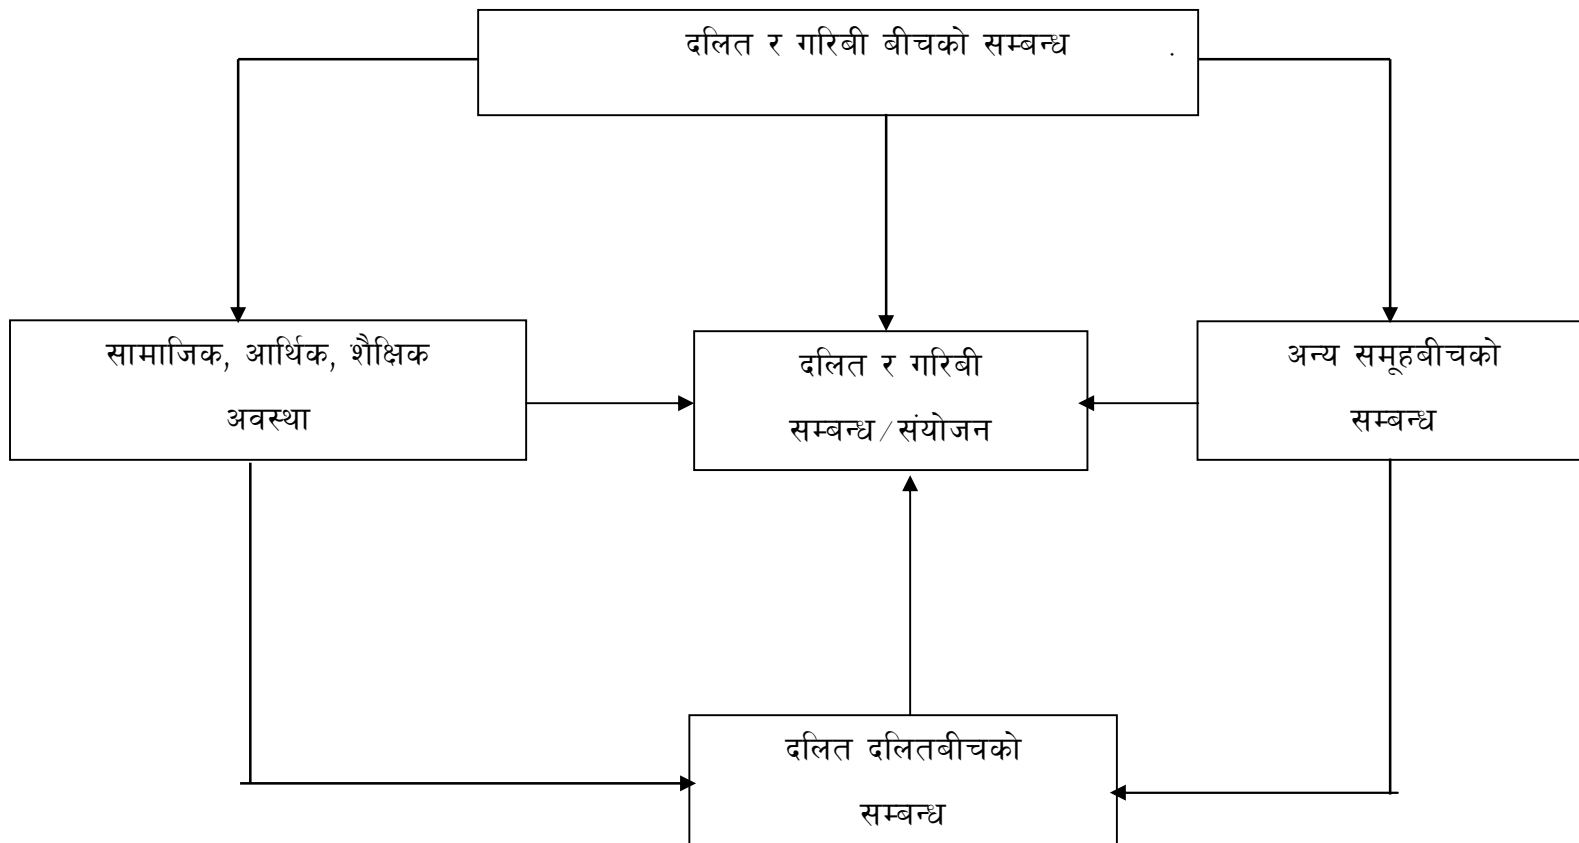 दलित र गरिबी बीचको सम्बन्ध .
सामाजिक, आर्थिक, शैक्षिक
अवस्था
दलित र गरिबी
सम्बन्ध/संयोजन
अन्य समूहबीचको
सम्बन्ध
दलित दलितबीचको
सम्बन्ध